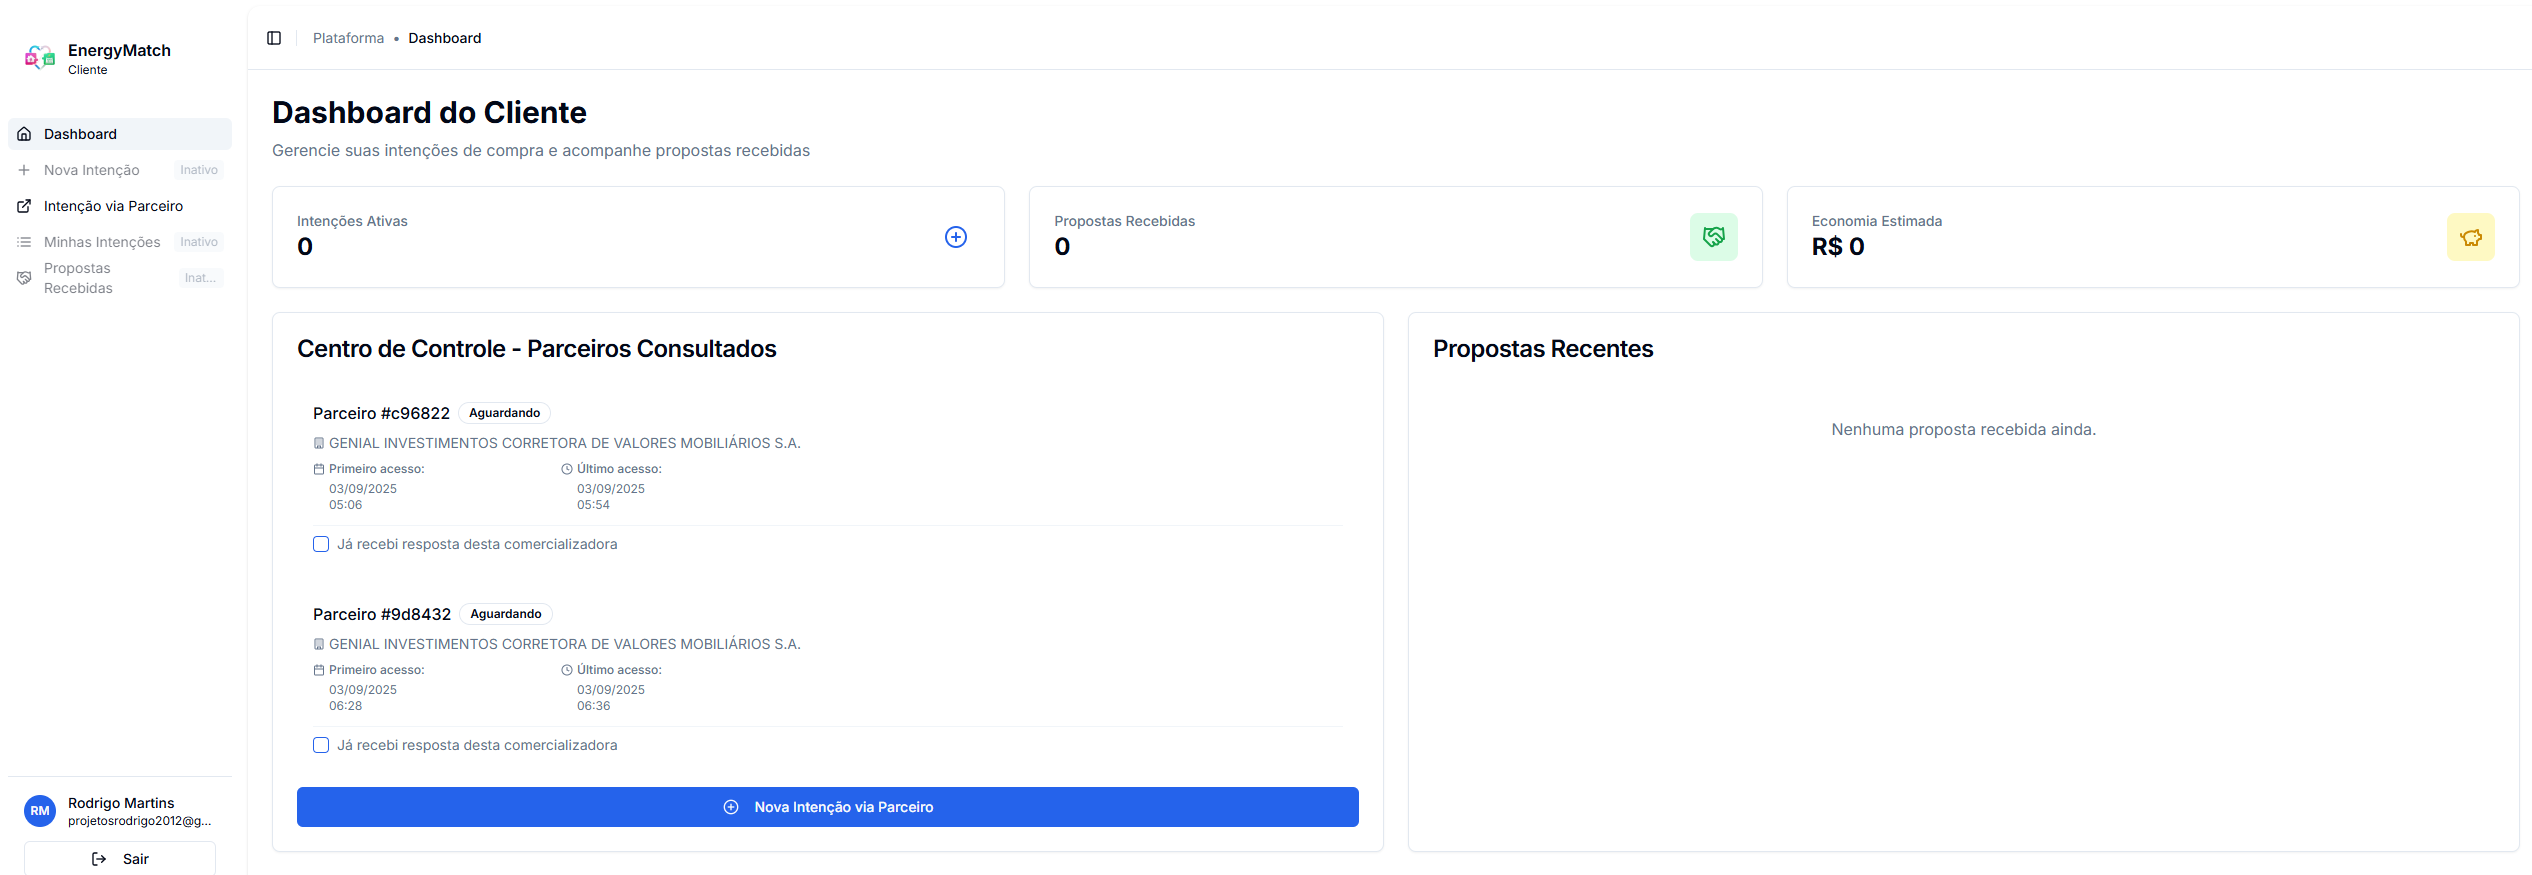 EnergyMatch
Cliente
Dashboard
Nova Intenção Inativo
Intenção via Parceiro
Minhas Intenções Inativo
Propostas Recebidas Inat...
Rodrigo Martins
RM
projetosrodrigo2012@g...
Sair
Plataforma • Dashboard
Dashboard do Cliente
Gerencie suas intenções de compra e acompanhe propostas recebidas
Intenções Ativas
0
Propostas Recebidas
0
Economia Estimada
R$ 0
Centro de Controle - Parceiros Consultados
Parceiro #c96822 Aguardando
GENIAL INVESTIMENTOS CORRETORA DE VALORES MOBILIÁRIOS S.A.
Primeiro acesso: Último acesso:
03/09/2025 03/09/2025
05:06 05:54
Já recebi resposta desta comercializadora
Parceiro #9d8432 Aguardando
GENIAL INVESTIMENTOS CORRETORA DE VALORES MOBILIÁRIOS S.A.
Primeiro acesso: Último acesso:
03/09/2025 03/09/2025
06:28 06:36
Já recebi resposta desta comercializadora
Nova Intenção via Parceiro
Propostas Recentes
Nenhuma proposta recebida ainda.